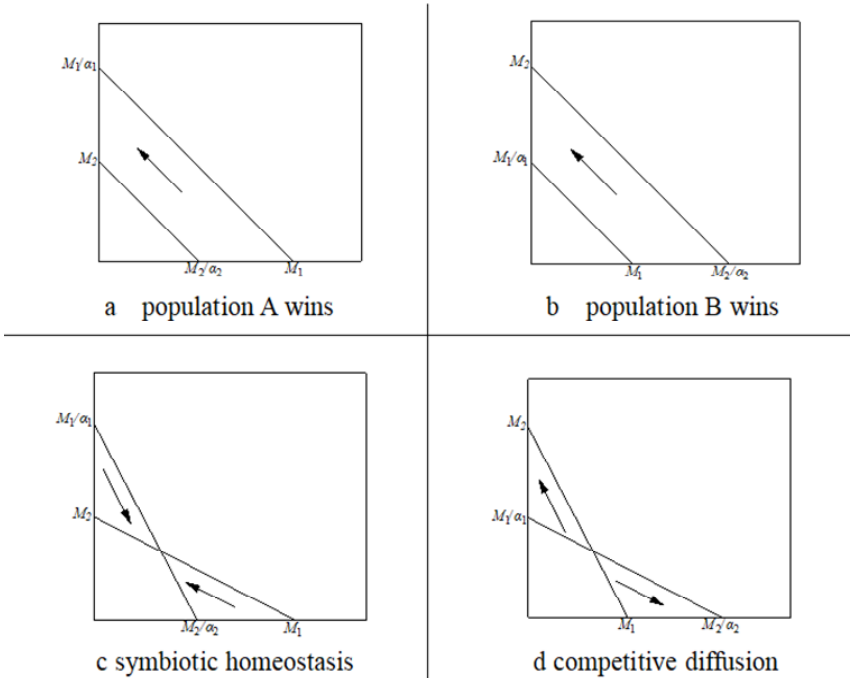 M₁/α₁
M₂
M₂/α₂ M₁
a population A wins
M₂
M₁/α₁
M₁ M₂/α₂
b population B wins
M₁/α₁
M₂
M₂/α₂ M₁
c symbiotic homeostasis
M₂
M₁/α₁
M₁ M₂/α₂
d competitive diffusion